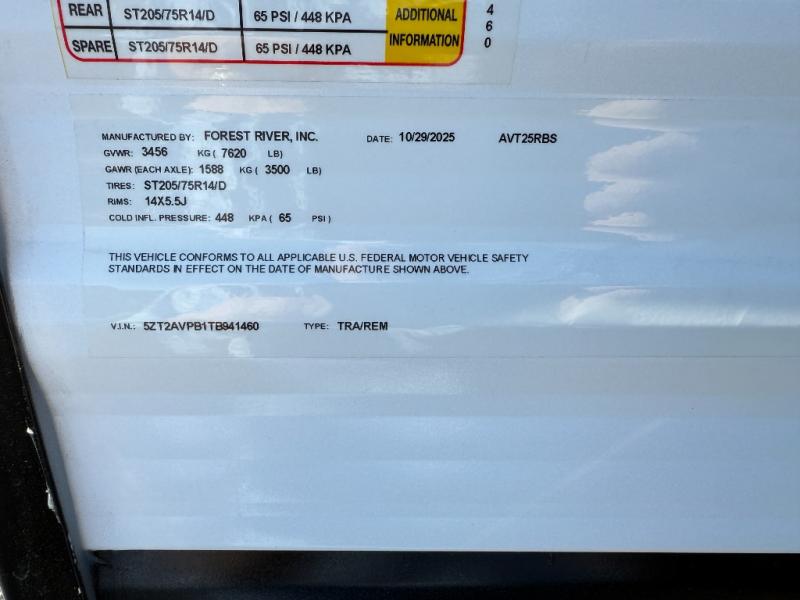 REAR ST205/75R14/D 65 PSI / 448 KPA ADDITIONAL
SPARE ST205/75R14/D 65 PSI / 448 KPA INFORMATION
460
MANUFACTURED BY: FOREST RIVER, INC. DATE: 10/29/2025 AVT25RBS
GVWR: 3456 KG ( 7620 LB)
GAWR (EACH AXLE): 1588 KG ( 3500 LB)
TIRES: ST205/75R14/D
RIMS: 14X5.5J
COLD INFL. PRESSURE: 448 KPA ( 65 PSI )
THIS VEHICLE CONFORMS TO ALL APPLICABLE U.S. FEDERAL MOTOR VEHICLE SAFETY
STANDARDS IN EFFECT ON THE DATE OF MANUFACTURE SHOWN ABOVE.
V.I.N.: 5ZT2AVPB1TB941460 TYPE: TRA/REM